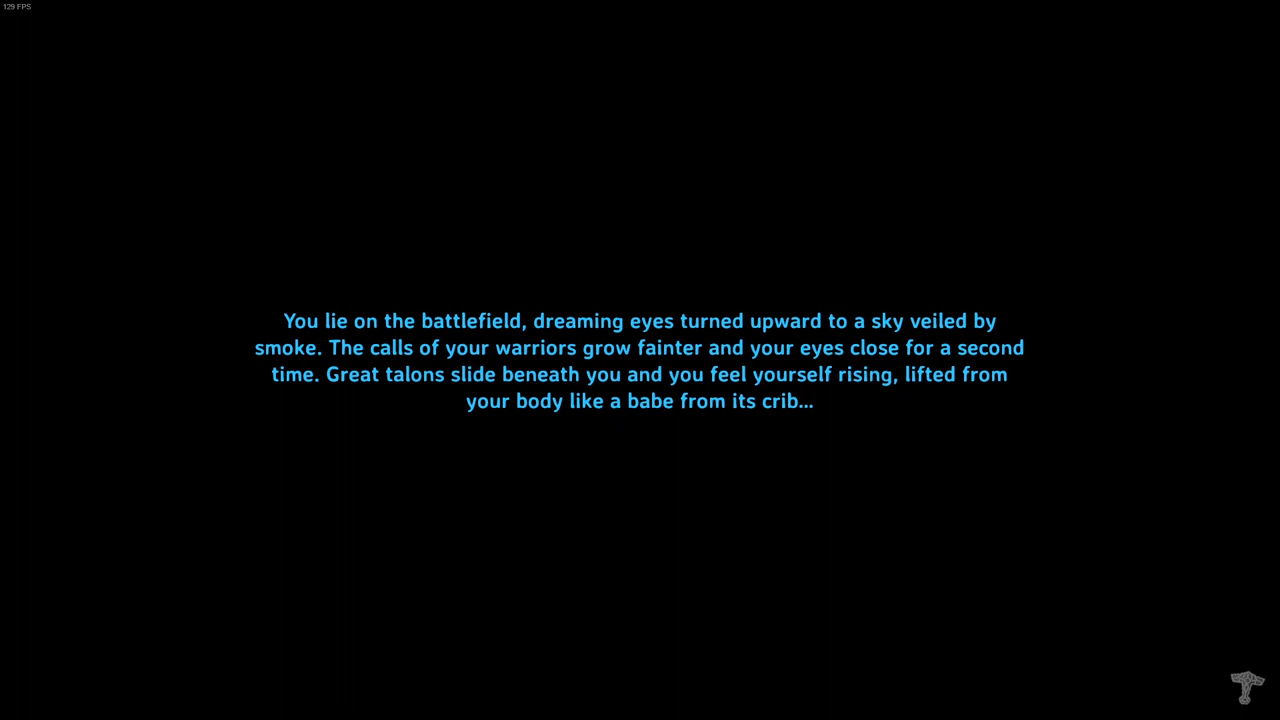 129 FPS
You lie on the battlefield, dreaming eyes turned upward to a sky veiled by
smoke. The calls of your warriors grow fainter and your eyes close for a second
time. Great talons slide beneath you and you feel yourself rising, lifted from
your body like a babe from its crib...